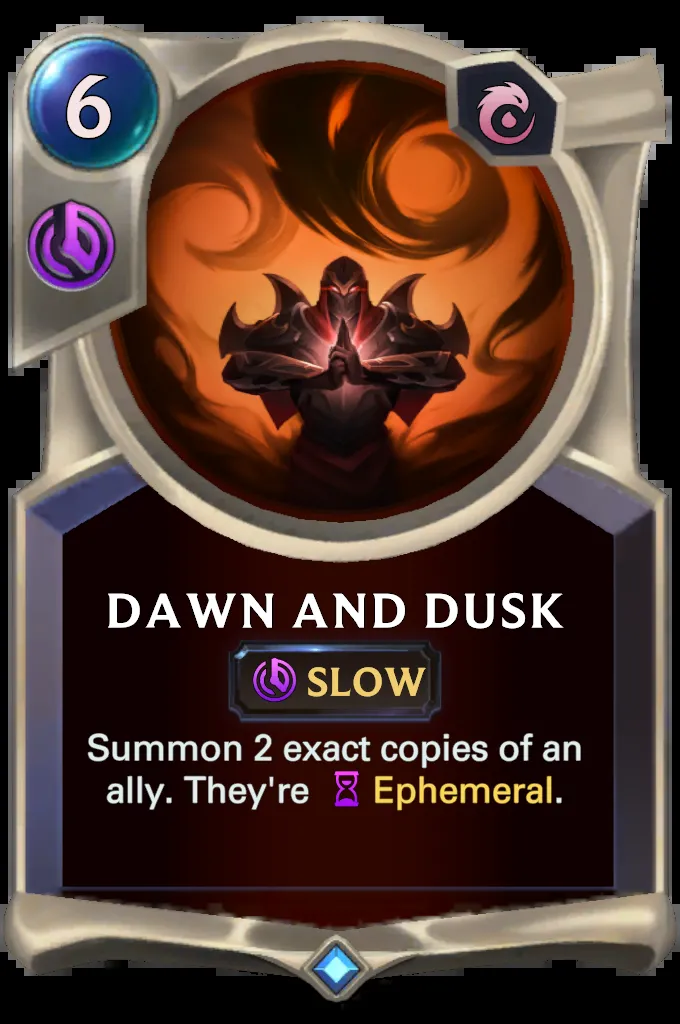 6
DAWN AND DUSK
SLOW
Summon 2 exact copies of an
ally. They're Ephemeral.